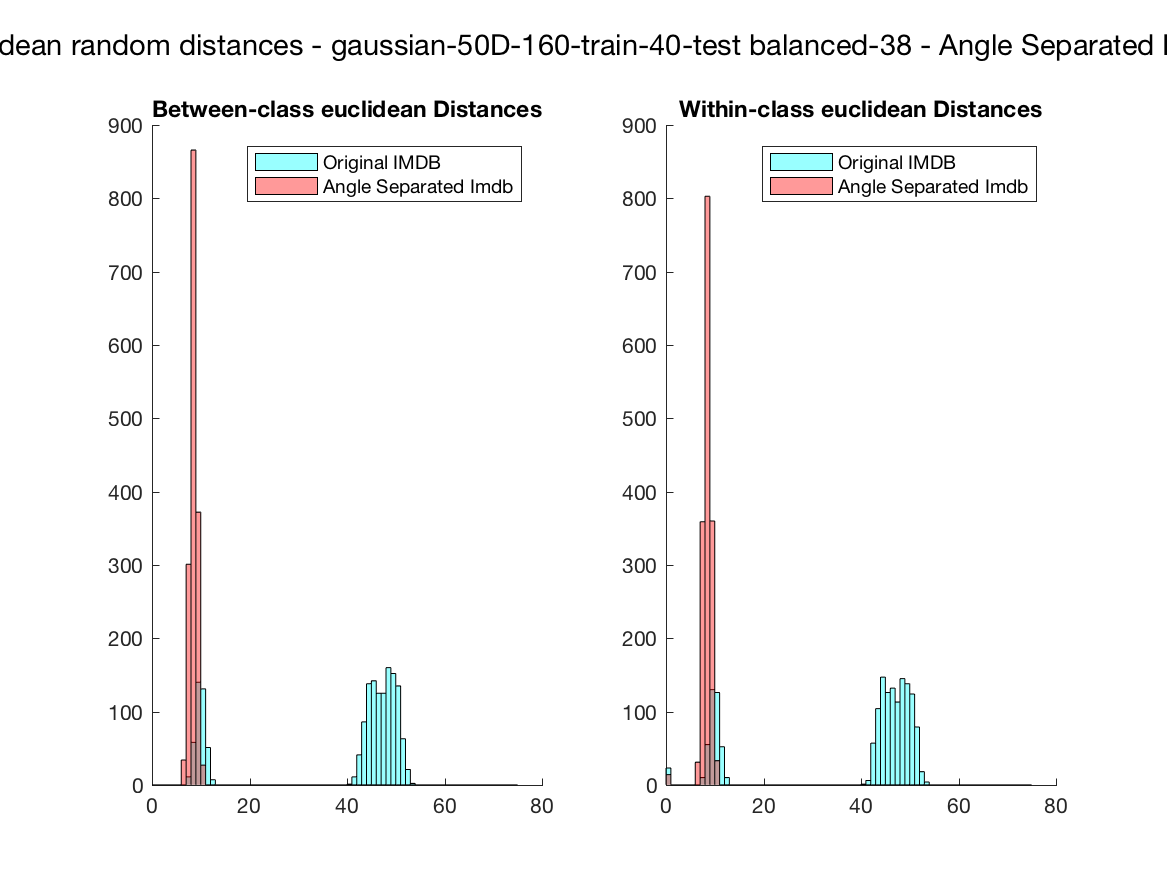 dean random distances - gaussian-50D-160-train-40-test balanced-38 - Angle Separated
Between-class euclidean Distances
Within-class euclidean Distances
Original IMDB
Angle Separated Imdb
Original IMDB
Angle Separated Imdb
900
800
700
600
500
400
300
200
100
0
0 20 40 60 80
900
800
700
600
500
400
300
200
100
0
0 20 40 60 80